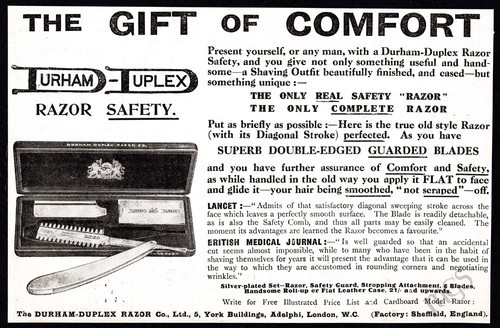 THE GIFT OF COMFORT
DURHAM-DUPLEX
RAZOR SAFETY.
DURHAM DUPLEX RAZOR CO.
Present yourself, or any man, with a Durham-Duplex Razor
Safety, and you give not only something useful and hand-
some—a Shaving Outfit beautifully finished, and cased—but
something unique :—
THE ONLY REAL SAFETY "RAZOR"
THE ONLY COMPLETE RAZOR
Put as briefly as possible :—Here is the true old style Razor
(with its Diagonal Stroke) perfected. As you have
SUPERB DOUBLE-EDGED GUARDED BLADES
and you have further assurance of Comfort and Safety,
as while handled in the old way you apply it FLAT to face
and glide it—your hair being smoothed, "not scraped"—off.
LANCET :—"Admits of that satisfactory diagonal sweeping stroke across the
face which leaves a perfectly smooth surface. The Blade is readily detachable,
as is also the Safety Comb, and thus all parts may be easily cleaned. The
moment its advantages are learned the Razor becomes a favourite."
BRITISH MEDICAL JOURNAL :—"Is well guarded so that an accidental
cut seems almost impossible, while to many who have been in the habit of
shaving themselves for years it will present the advantage that it can be used in
the way to which they are accustomed in rounding corners and negotiating
wrinkles."
Silver-plated Set—Razor, Safety Guard, Stropping Attachment, 6 Blades,
Handsome Roll-up or Flat Leather Case, 21/- and upwards.
Write for Free Illustrated Price List and Cardboard Model Razor:
The DURHAM-DUPLEX RAZOR Co., Ltd., 5, York Buildings, Adelphi, London, W.C. (Factory: Sheffield, England).